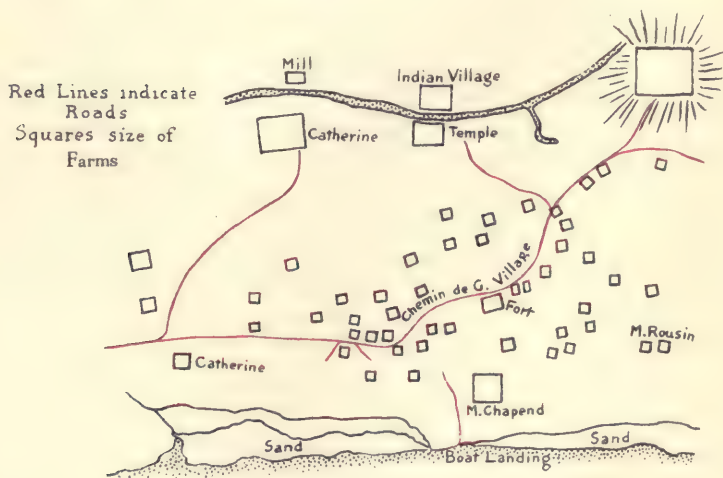 Red Lines indicate
Roads
Squares size of
Farms
Mill
Indian Village
Catherine
Temple
Chemin de G. Village
Fort
M. Rousin
Catherine
M. Chapend
Sand
Boat Landing
Sand